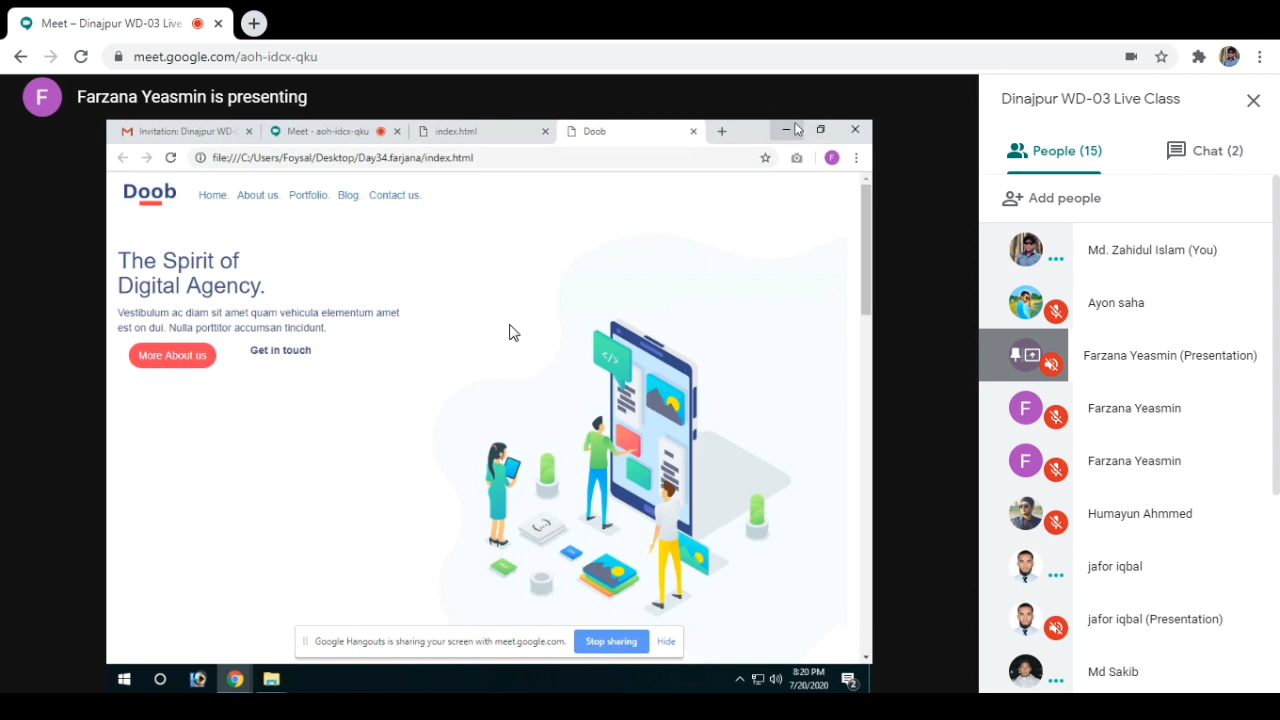 Meet – Dinajpur WD-03 Live
meet.google.com/aoh-idcx-qku
F
Farzana Yeasmin is presenting
Invitation: Dinajpur WD-
Meet - aoh-idcx-qku
index.html
Doob
file:///C:/Users/Foysal/Desktop/Day34.farjana/index.html
F
Doob
Home.
About us.
Portfolio.
Blog.
Contact us.
The Spirit of
Digital Agency.
Vestibulum ac diam sit amet quam vehicula elementum amet
est on dui. Nulla porttitor accumsan tincidunt.
More About us
Get in touch
</>
{...}
Google Hangouts is sharing your screen with meet.google.com.
Stop sharing
Hide
8:20 PM
7/20/2020
2
Dinajpur WD-03 Live Class
People (15)
Chat (2)
Add people
Md. Zahidul Islam (You)
Ayon saha
Farzana Yeasmin (Presentation)
F
Farzana Yeasmin
F
Farzana Yeasmin
Humayun Ahmmed
jafor iqbal
jafor iqbal (Presentation)
Md Sakib